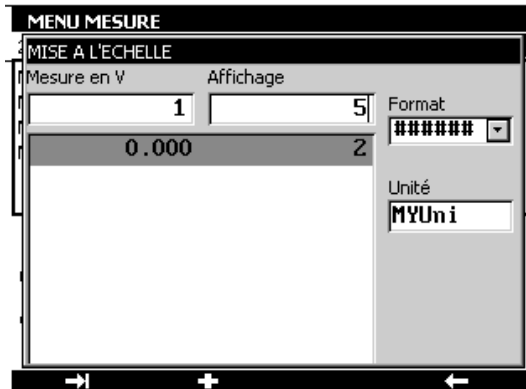 MENU MESURE
MISE A L'ECHELLE
Mesure en V Affichage
1 5
Format
######
0.000 2
Unité
MYUni